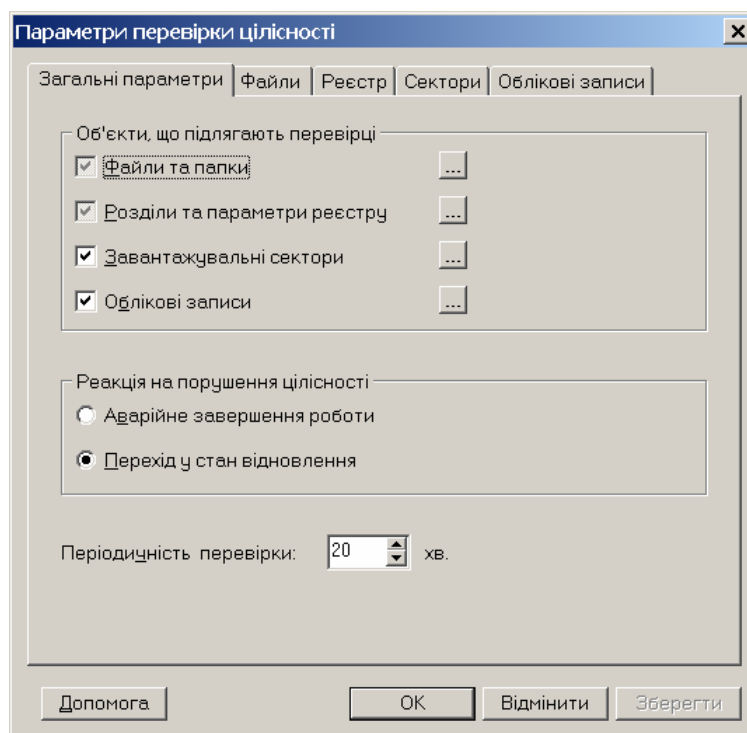 Параметри перевірки цілісності
Загальні параметри Файли Реєстр Сектори Облікові записи
Об'єкти, що підлягають перевірці
Файли та папки ...
Розділи та параметри реєстру ...
Завантажувальні сектори ...
Облікові записи ...
Реакція на порушення цілісності
Аварійне завершення роботи
Перехід у стан відновлення
Періодичність перевірки: 20 хв.
Допомога OK Відмінити Зберегти